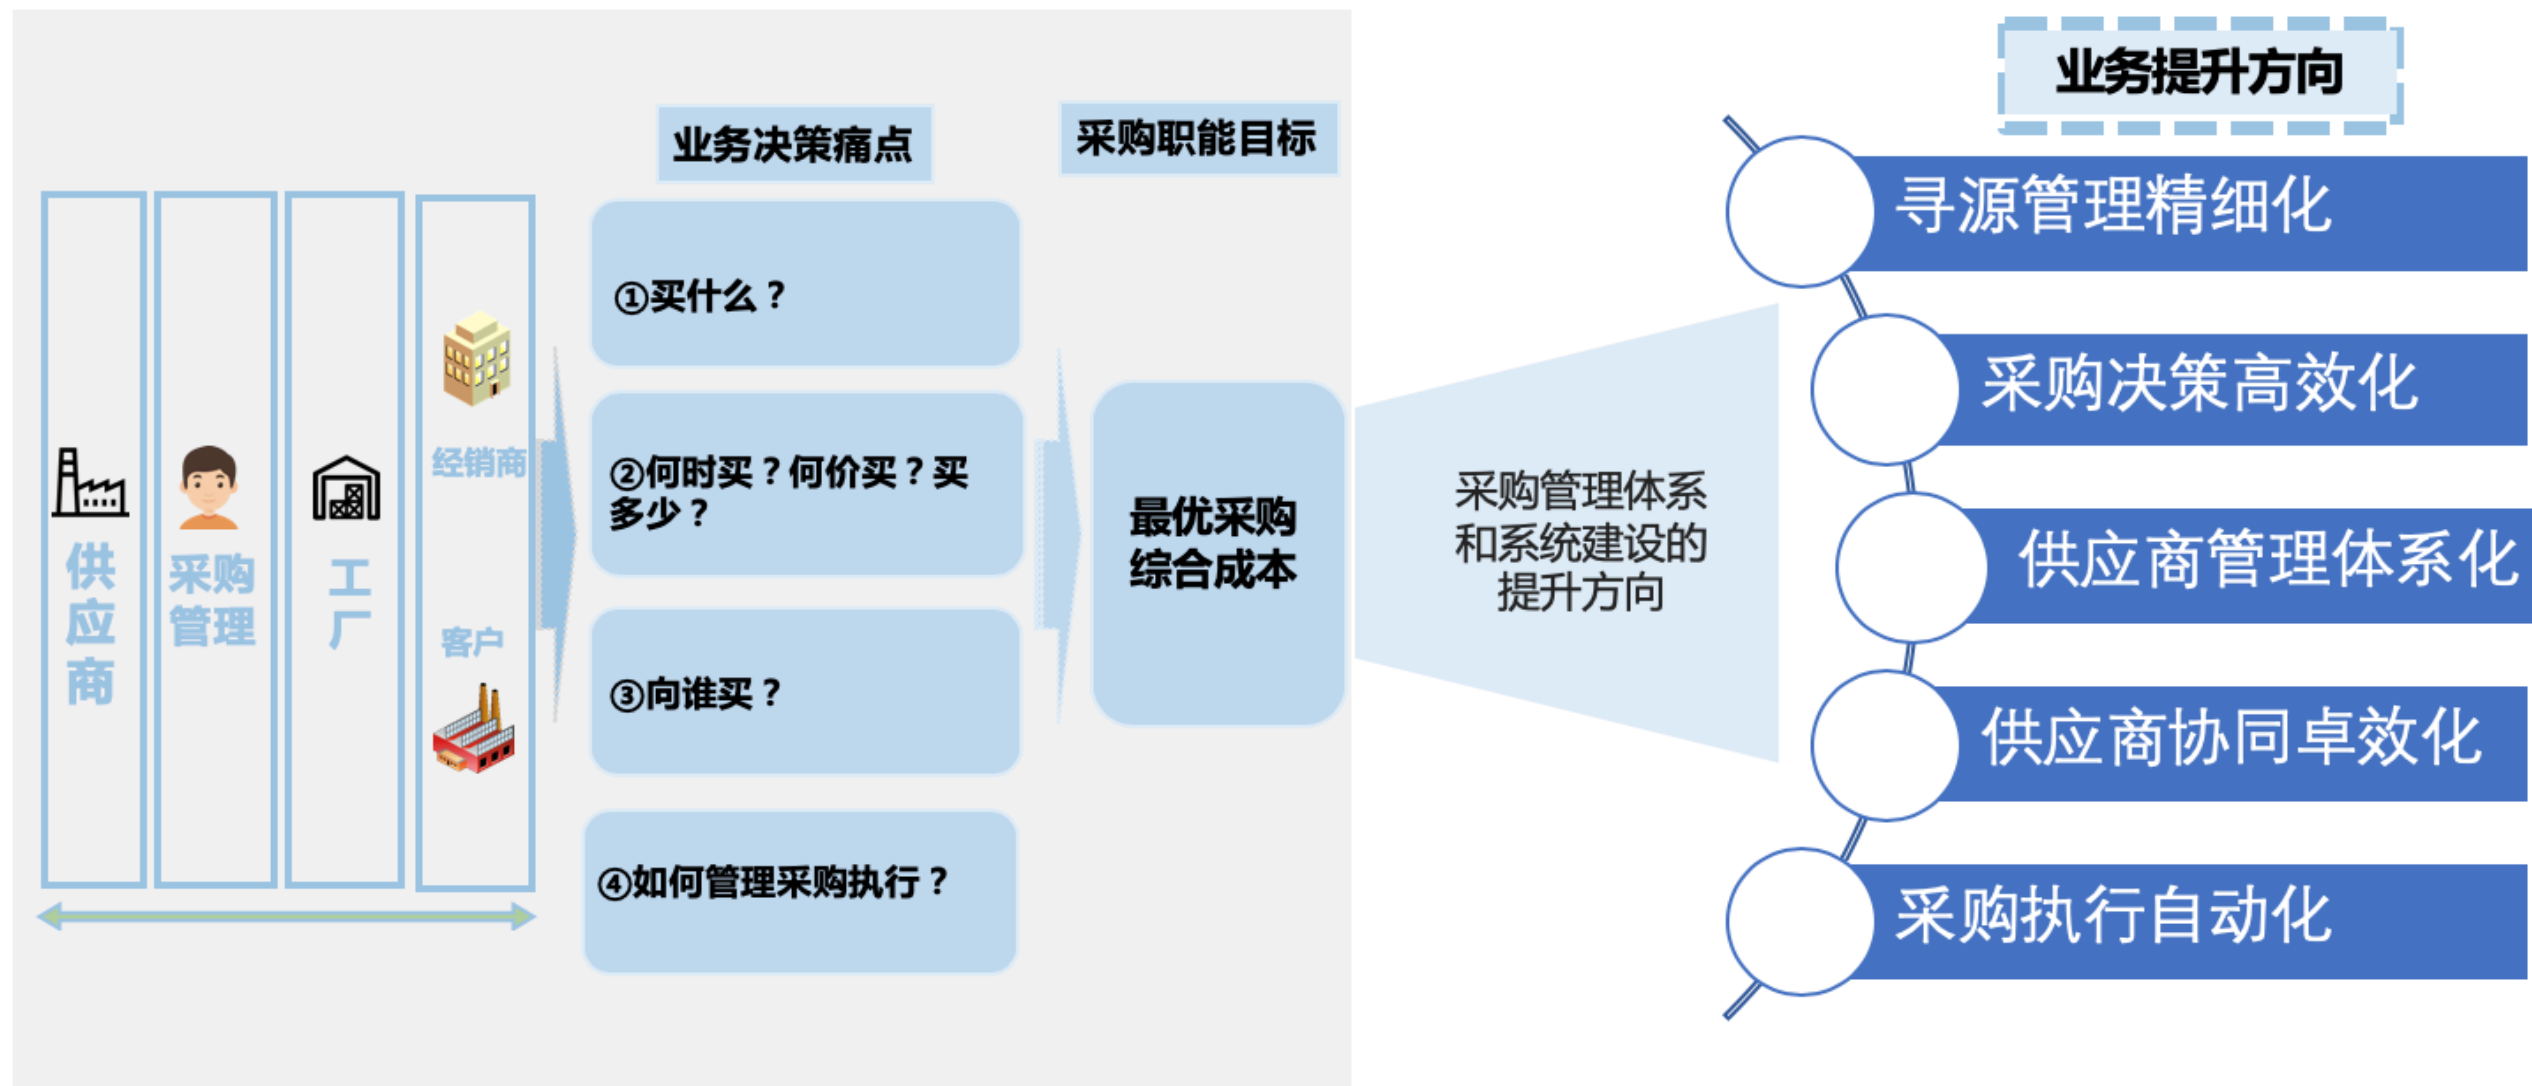 业务提升方向
业务决策痛点
采购职能目标
供
应
商
采购
管理
工
厂
经销商
客户
①买什么？
②何时买？何价买？买
多少？
③向谁买？
④如何管理采购执行？
最优采购
综合成本
采购管理体系
和系统建设的
提升方向
寻源管理精细化
采购决策高效化
供应商管理体系化
供应商协同卓效化
采购执行自动化